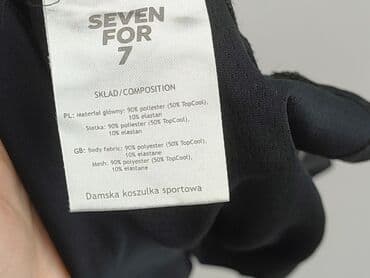 SEVEN
FOR
7
SKŁAD/COMPOSITION
PL: Materiał główny: 90% poliester (50% TopCool),
10% elastan
Siatka: 90% poliester (50% TopCool),
10% elastan
GB: Body fabric: 90% polyester (50% TopCool),
10% elastane
Mesh: 90% polyester (50% TopCool),
10% elastane
Damska koszulka sportowa